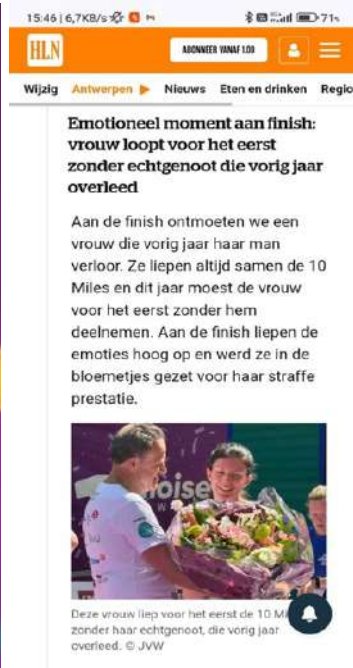 15:46 | 6,7KB/s
71
HLN
ABONNEER VANAF 1.00
Wijzig Antwerpen Nieuws Eten en drinken Regio
Emotioneel moment aan finish:
vrouw loopt voor het eerst
zonder echtgenoot die vorig jaar
overleed
Aan de finish ontmoeten we een
vrouw die vorig jaar haar man
verloor. Ze liepen altijd samen de 10
Miles en dit jaar moest de vrouw
voor het eerst zonder hem
deelnemen. Aan de finish liepen de
emoties hoog op en werd ze in de
bloemetjes gezet voor haar straffe
prestatie.
oise
Deze vrouw liep voor het eerst de 10 Mi
zonder haar echtgenoot, die vorig jaar
overleed. © JVW